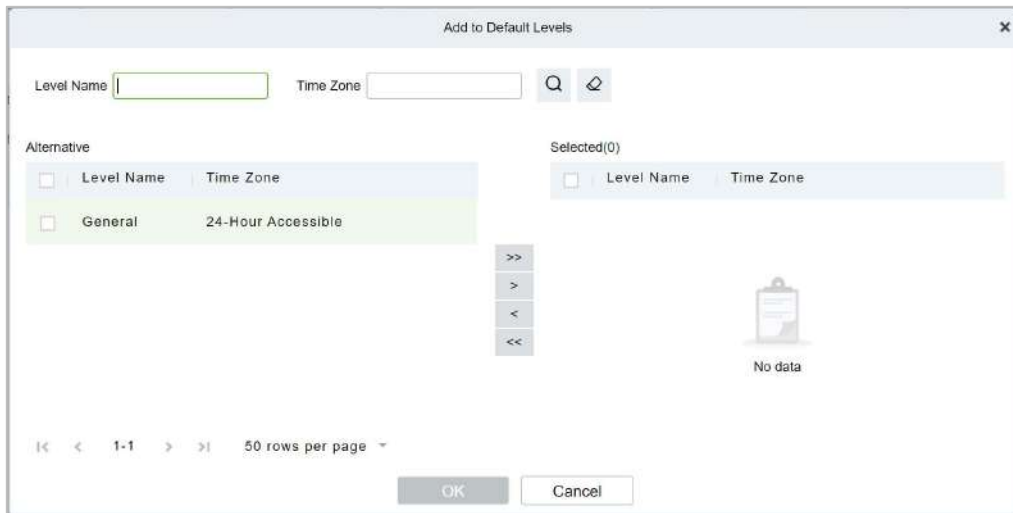 Add to Default Levels
Level Name Time Zone
Alternative Selected(0)
Level Name Time Zone Level Name Time Zone
General 24-Hour Accessible
>>
>
<
<<
No data
|< < 1-1 > >| 50 rows per page
OK Cancel